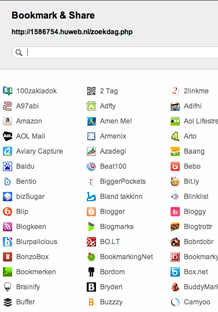 Bookmark & Share
http://1586754.huweb.nl/zoekdag.php
100zakladok 2 Tag 2linkme
A97abi Adfty Adifni
Amazon Amen Me! Aol Lifestre
AOL Mail Armenix Arto
Aviary Capture Azadegi Baang
Baidu Beat100 Bebo
Bentio BiggerPockets Bit.ly
bizSugar Bland takkinn Blinklist
Blip Blogger Bloggy
Blogkeen Blogmarks Blogtrottr
Blurpalicious BO.LT Bobrdobr
BonzoBox BookmarkingNet Bookmarky
Bookmerken Bordom Box.net
Brainify Bryderi BuddyMark
Buffer Buzzzy Camyoo